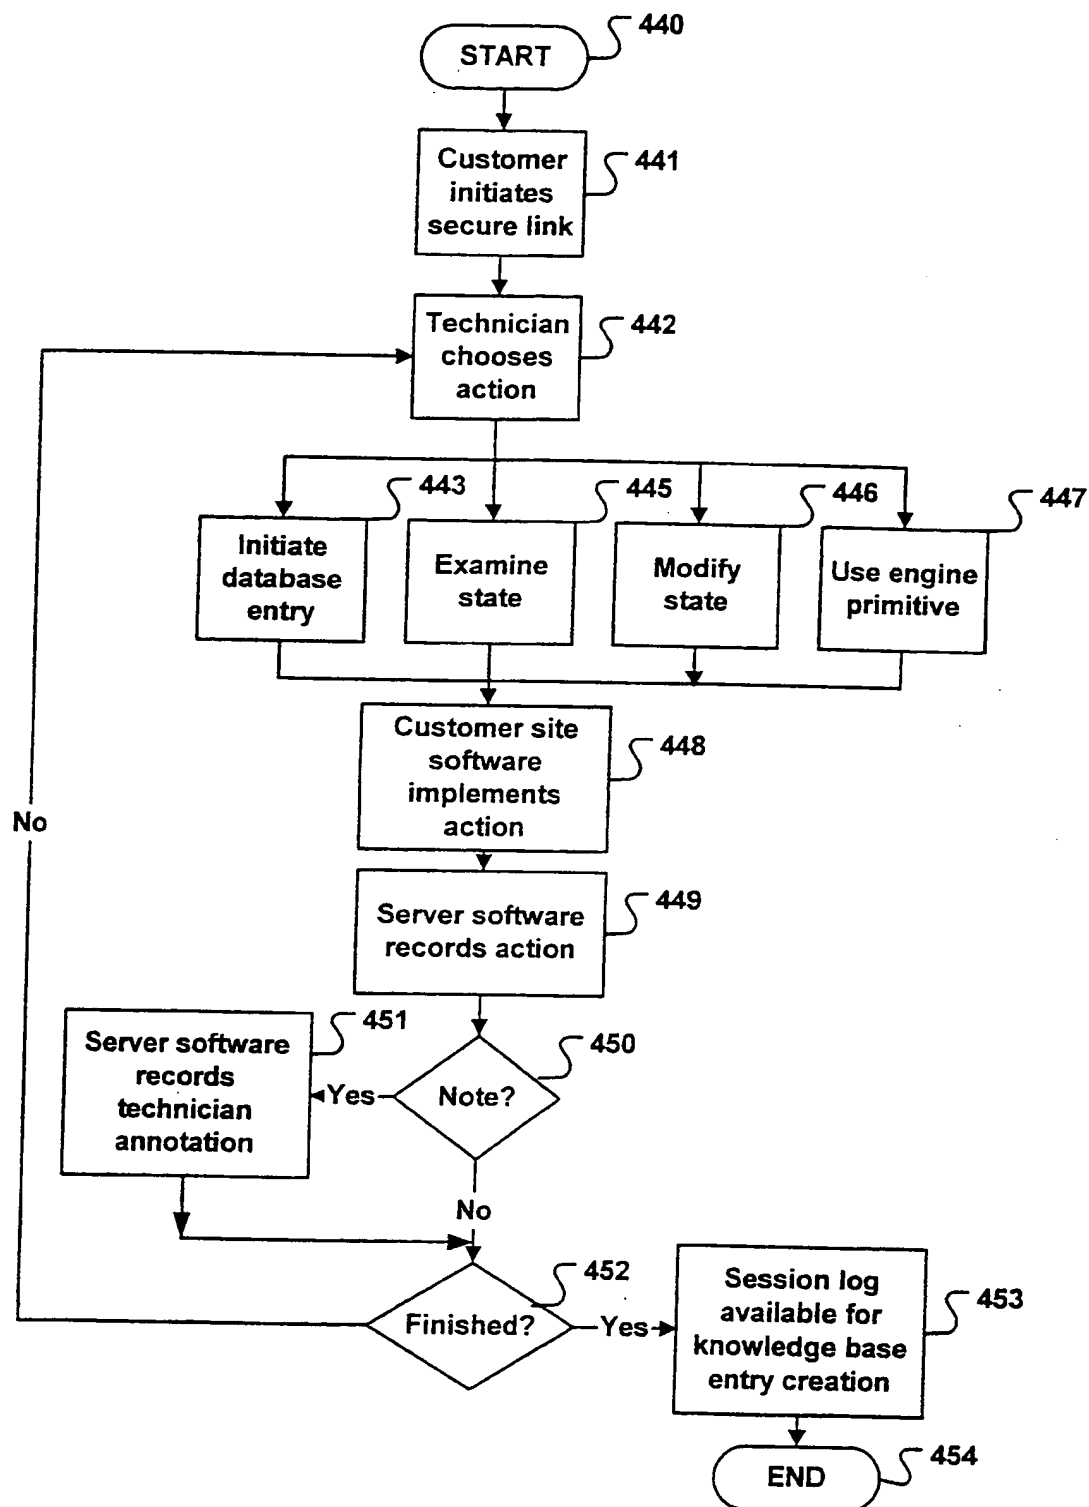 START
440
Customer
initiates
secure link
441
Technician
chooses
action
442
443
445
446
447
Initiate
database
entry
Examine
state
Modify
state
Use engine
primitive
Customer site
software
implements
action
448
No
Server software
records action
449
451
Server software
records
technician
annotation
450
Yes
Note?
No
452
Finished?
Yes
Session log
available for
knowledge base
entry creation
453
END
454